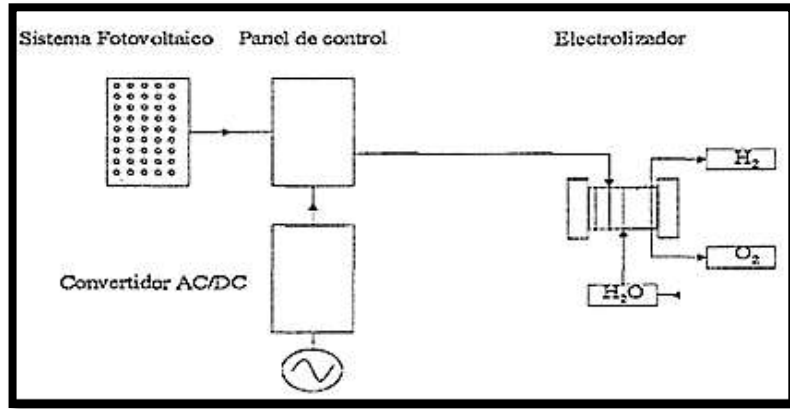 Sistema Fotovoltaico
Panel de control
Electrolizador
H₂
O₂
Convertidor AC/DC
H₂O